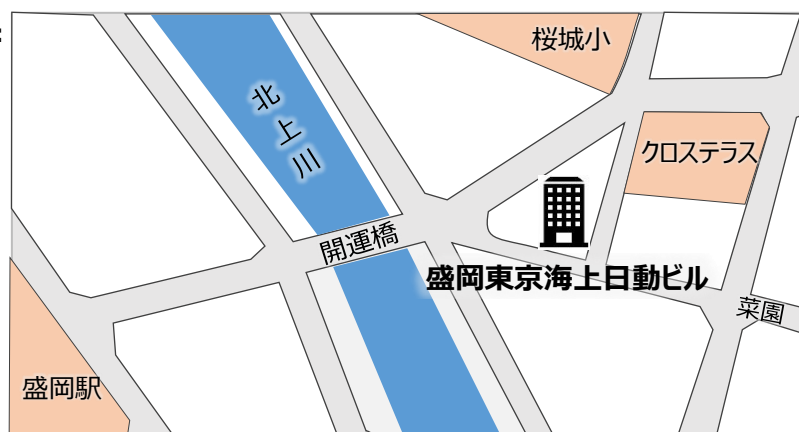 桜城小
北上川
クロステラス
開運橋
盛岡東京海上日動ビル
菜園
盛岡駅